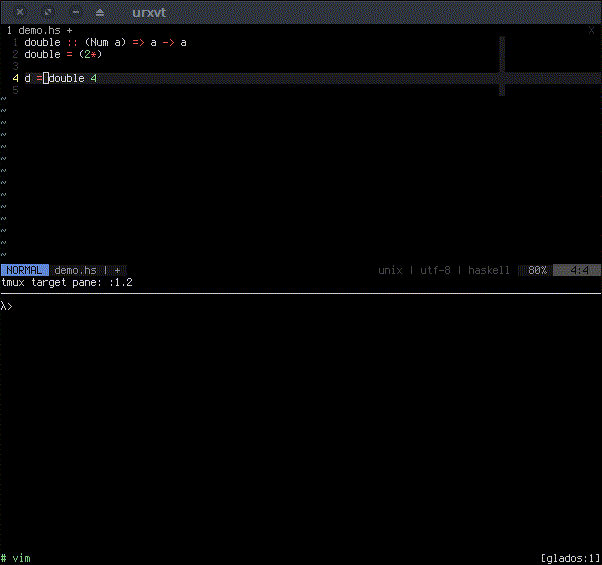 urxvt
1 demo.hs + X
1 double :: (Num a) => a -> a
2 double = (2*)
3
4 d = double 4
5
~
~
~
~
~
~
~
~
~
~
~
~
~
~
NORMAL demo.hs | + unix | utf-8 | haskell 80% 4:4
tmux target pane: :1.2
λ>
# vim [glados:1]